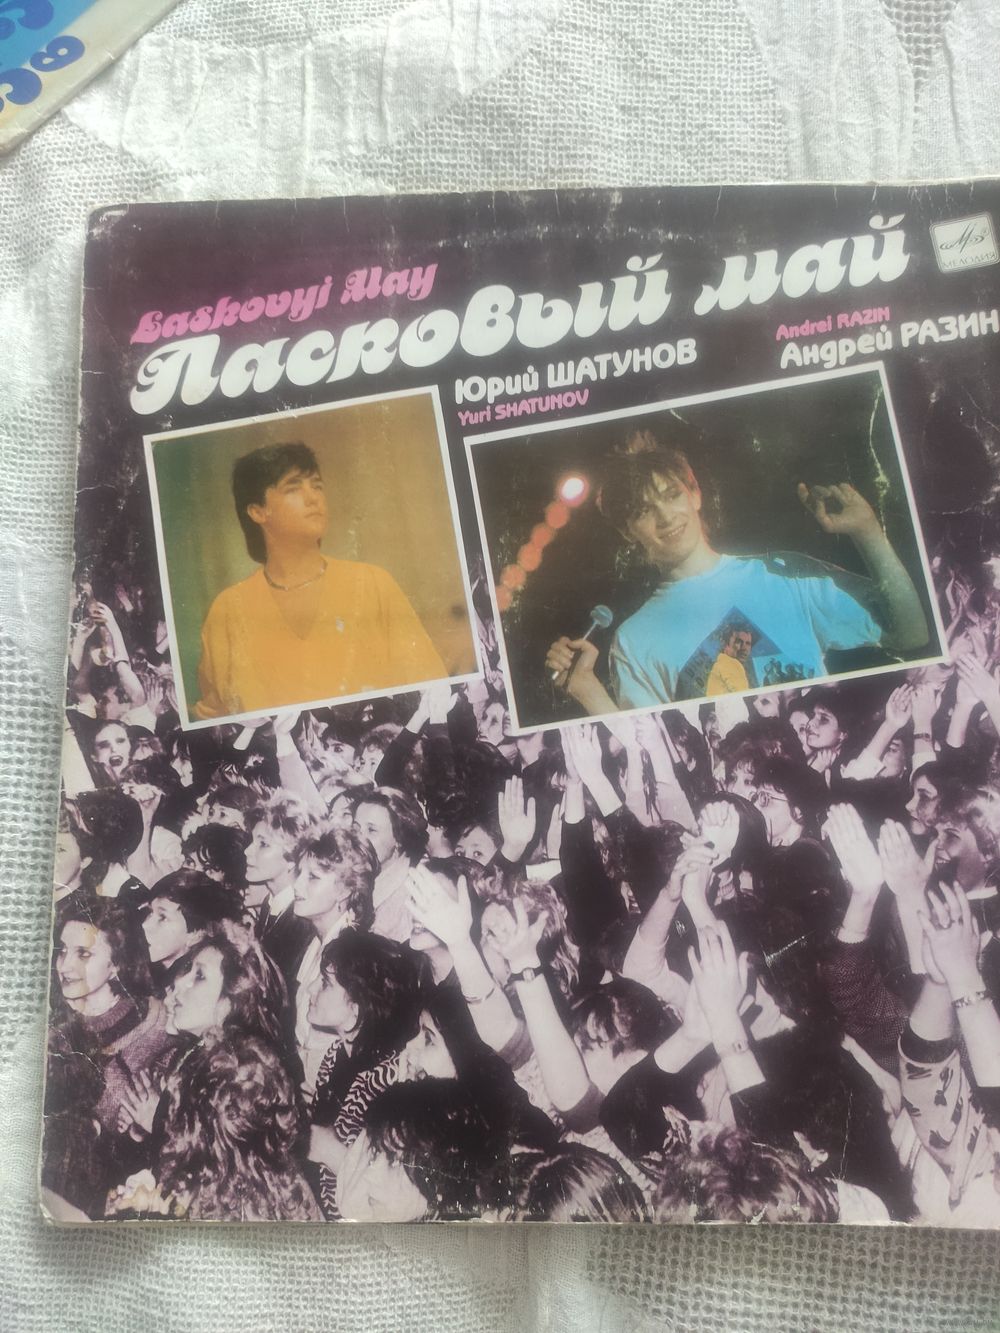 Laskovyi May
Ласковый май
МЕЛОДИЯ
Andrei RAZIN
Андрей РАЗИН
Юрий ШАТУНОВ
Yuri SHATUNOV